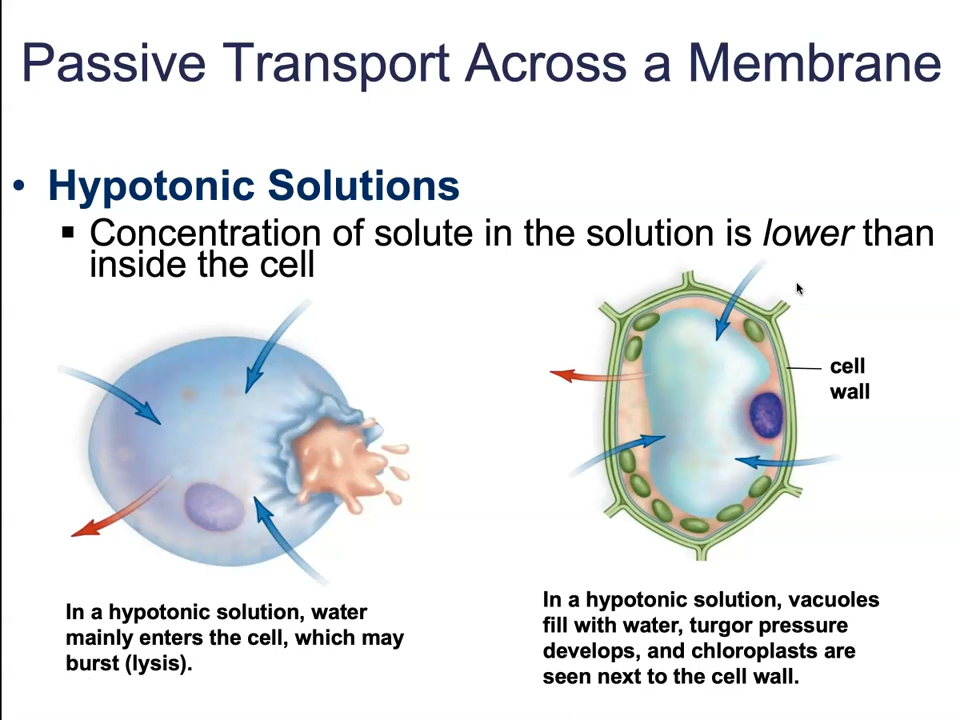 Passive Transport Across a Membrane
• Hypotonic Solutions
▪ Concentration of solute in the solution is lower than
inside the cell
cell
wall
In a hypotonic solution, water
mainly enters the cell, which may
burst (lysis).
In a hypotonic solution, vacuoles
fill with water, turgor pressure
develops, and chloroplasts are
seen next to the cell wall.